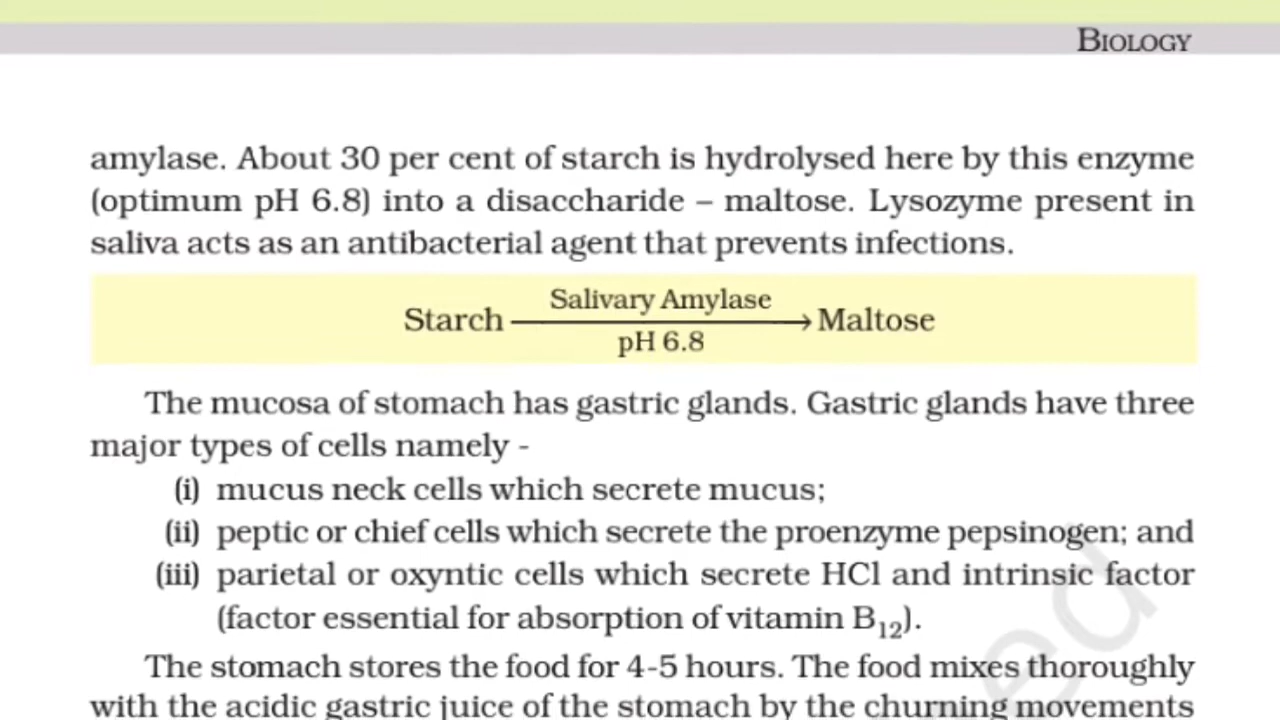 BIOLOGY
amylase. About 30 per cent of starch is hydrolysed here by this enzyme
(optimum pH 6.8) into a disaccharide – maltose. Lysozyme present in
saliva acts as an antibacterial agent that prevents infections.
Salivary Amylase
Starch → Maltose
pH 6.8
The mucosa of stomach has gastric glands. Gastric glands have three
major types of cells namely -
(i) mucus neck cells which secrete mucus;
(ii) peptic or chief cells which secrete the proenzyme pepsinogen; and
(iii) parietal or oxyntic cells which secrete HCl and intrinsic factor
(factor essential for absorption of vitamin B₁₂).
The stomach stores the food for 4-5 hours. The food mixes thoroughly
with the acidic gastric juice of the stomach by the churning movements